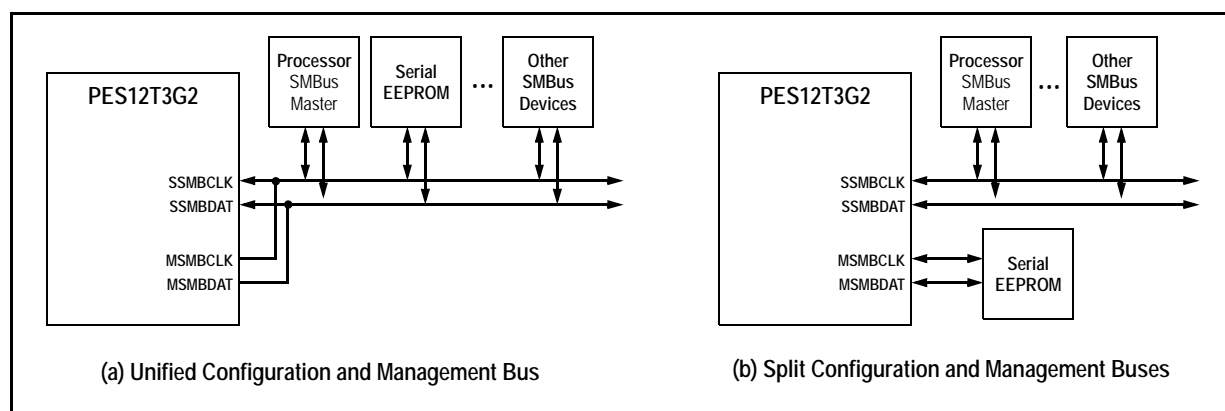 PES12T3G2
Processor
SMBus
Master
Serial
EEPROM
...
Other
SMBus
Devices
SSMBCLK
SSMBDAT
MSMBCLK
MSMBDAT
(a) Unified Configuration and Management Bus
PES12T3G2
Processor
SMBus
Master
...
Other
SMBus
Devices
SSMBCLK
SSMBDAT
MSMBCLK
MSMBDAT
Serial
EEPROM
(b) Split Configuration and Management Buses